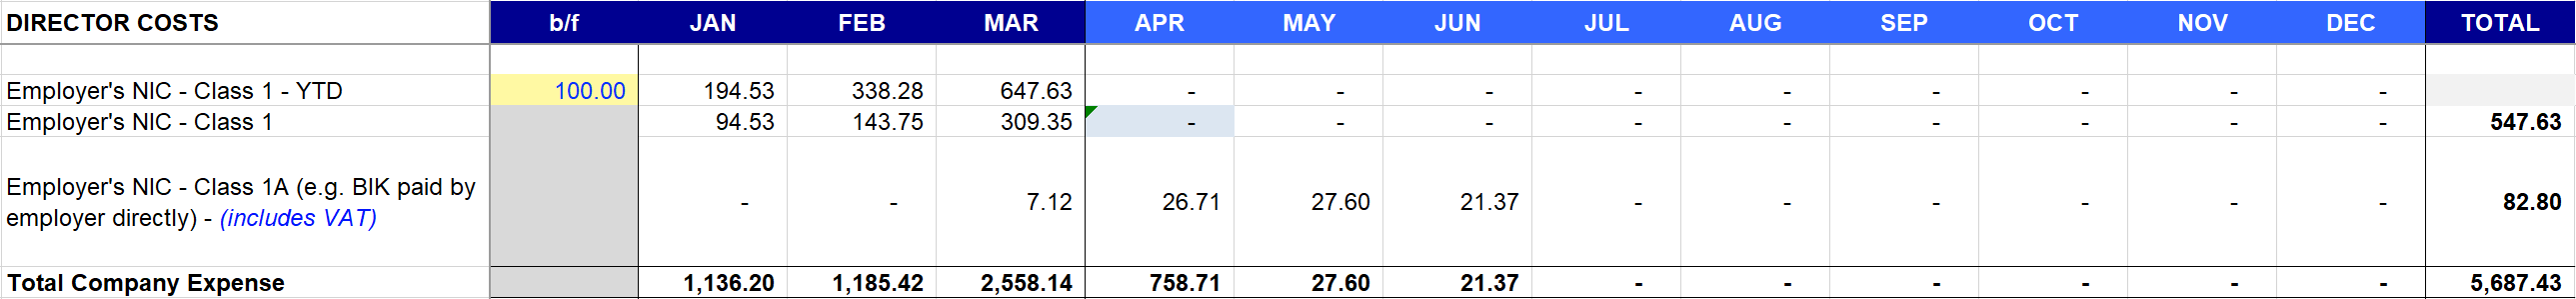 DIRECTOR COSTS b/f JAN FEB MAR APR MAY JUN JUL AUG SEP OCT NOV DEC TOTAL
Employer's NIC - Class 1 - YTD 100.00 194.53 338.28 647.63 - - - - - - - - -
Employer's NIC - Class 1 94.53 143.75 309.35 - - - - - - - - - 547.63
Employer's NIC - Class 1A (e.g. BIK paid by
employer directly) - (includes VAT) - - 7.12 26.71 27.60 21.37 - - - - - - 82.80
Total Company Expense 1,136.20 1,185.42 2,558.14 758.71 27.60 21.37 - - - - - - 5,687.43